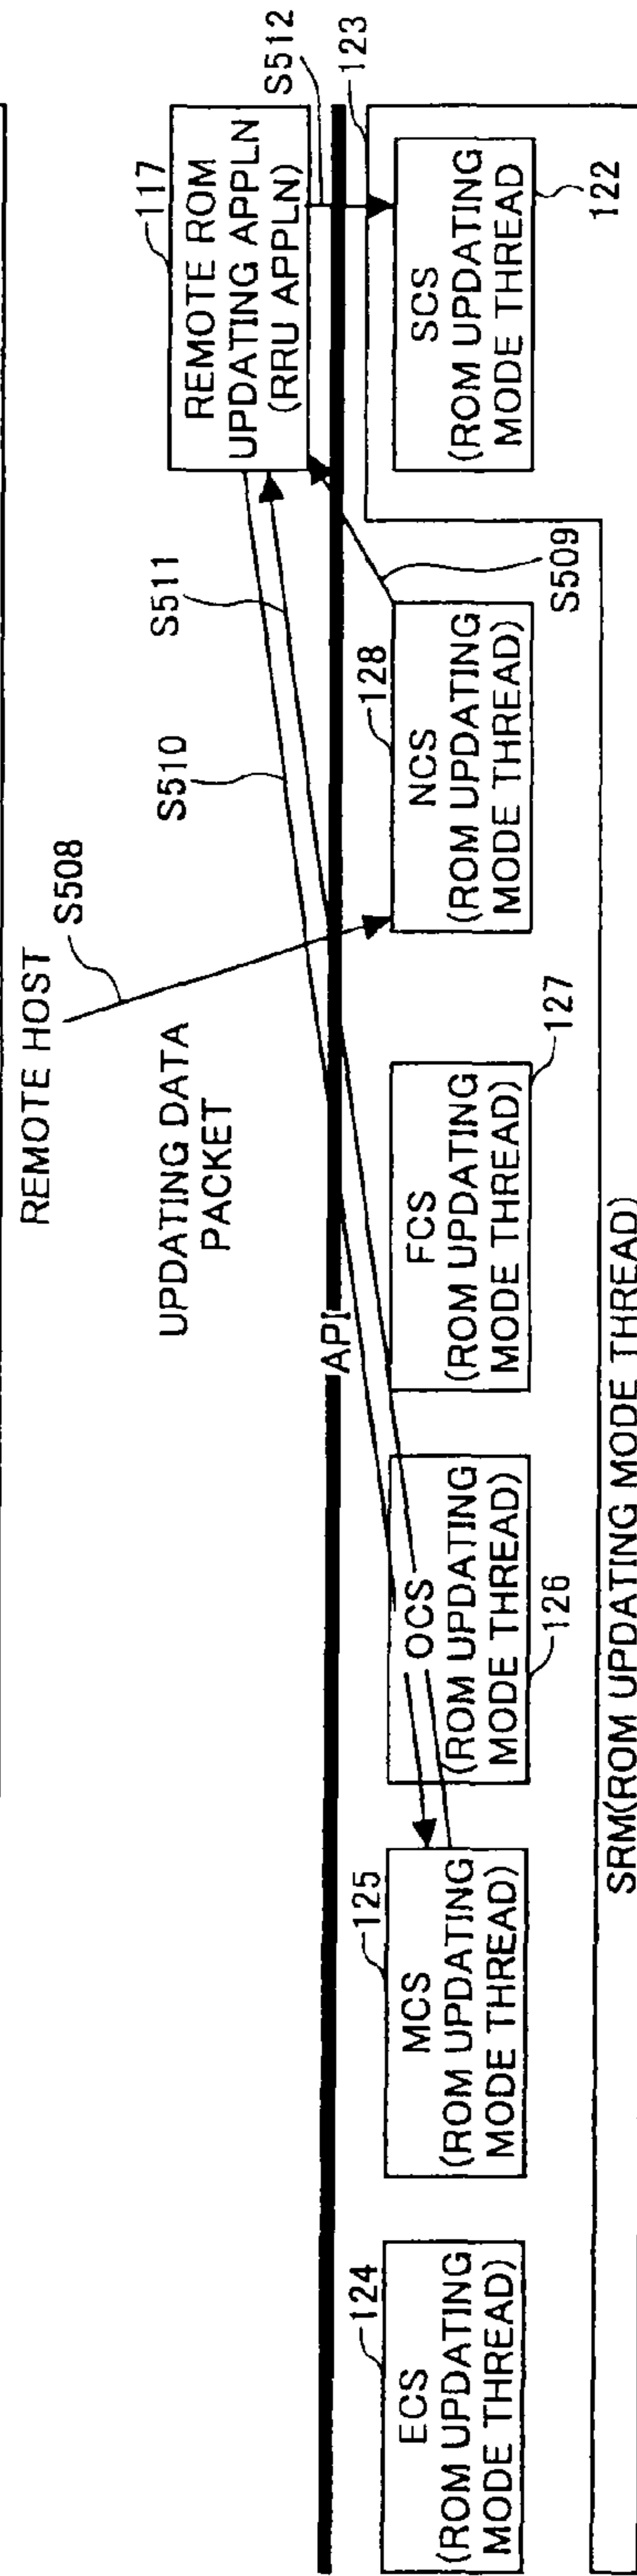 REMOTE HOST
S508
UPDATING DATA
PACKET
S510
S511
117
REMOTE ROM
UPDATING APPLN
(RRU APPLN)
S512
API
123
124
ECS
(ROM UPDATING
MODE THREAD)
125
MCS
(ROM UPDATING
MODE THREAD)
OCS
(ROM UPDATING
MODE THREAD)
126
FCS
(ROM UPDATING
MODE THREAD)
127
128
NCS
(ROM UPDATING
MODE THREAD)
S509
SCS
(ROM UPDATING
MODE THREAD
122
SRM(ROM UPDATING MODE THREAD)